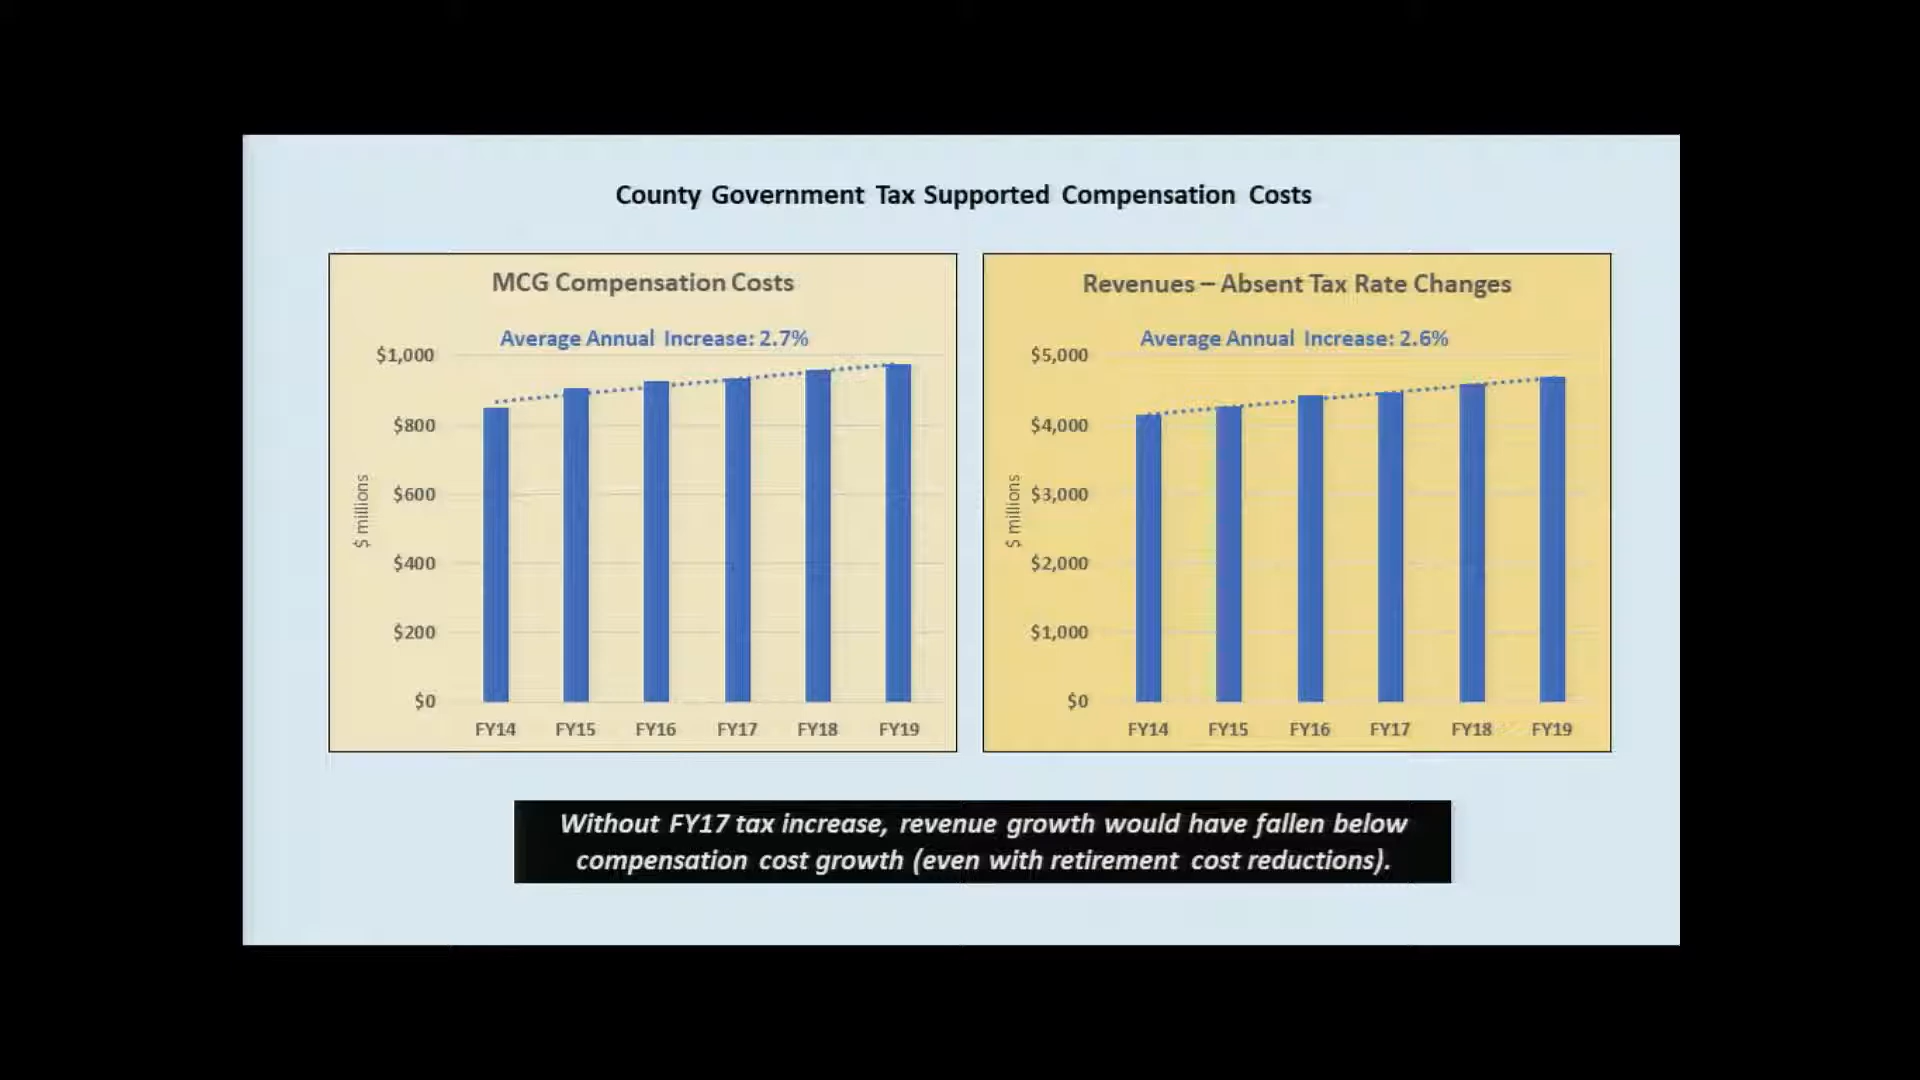 County Government Tax Supported Compensation Costs
MCG Compensation Costs
Average Annual Increase: 2.7%
$1,000
$800
$600
$400
$200
$0
$ millions
FY14 FY15 FY16 FY17 FY18 FY19
Revenues – Absent Tax Rate Changes
Average Annual Increase: 2.6%
$5,000
$4,000
$3,000
$2,000
$1,000
$0
$ millions
FY14 FY15 FY16 FY17 FY18 FY19
Without FY17 tax increase, revenue growth would have fallen below
compensation cost growth (even with retirement cost reductions).